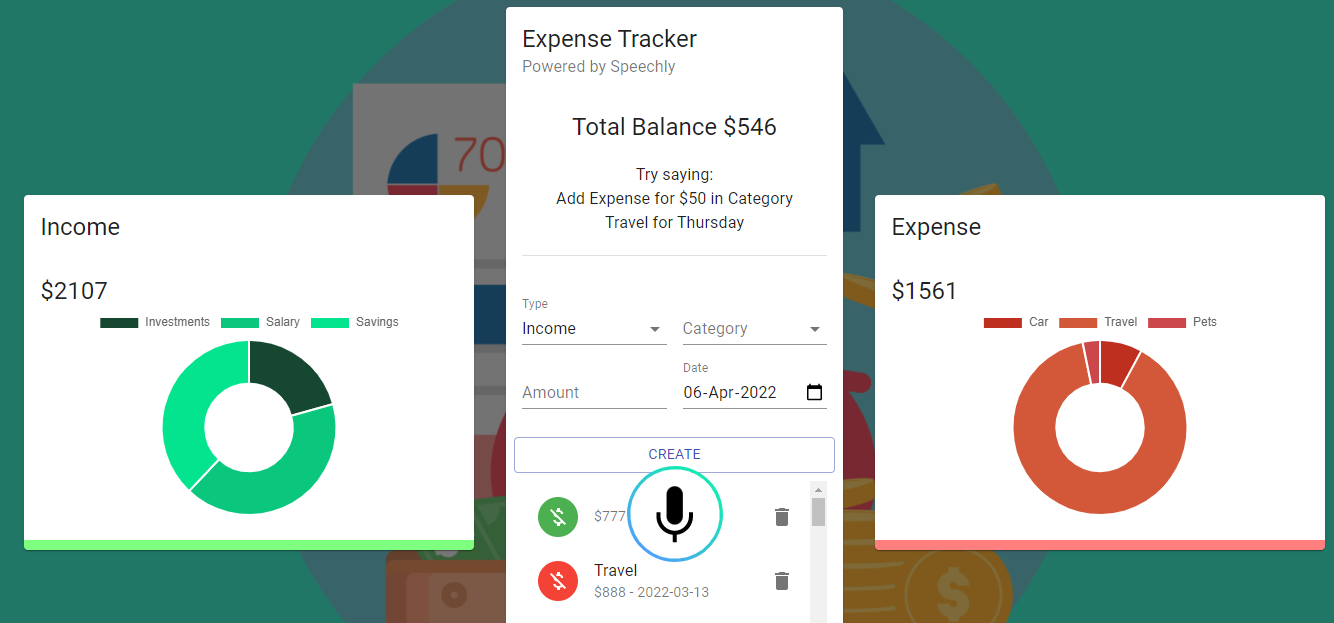 Expense Tracker
Powered by Speechly
Total Balance $546
Try saying:
Add Expense for $50 in Category
Travel for Thursday
70
Income
$2107
Investments Salary Savings
Expense
$1561
Car Travel Pets
Type
Income
Category
Amount
Date
06-Apr-2022
CREATE
$777
Travel
$888 - 2022-03-13
$